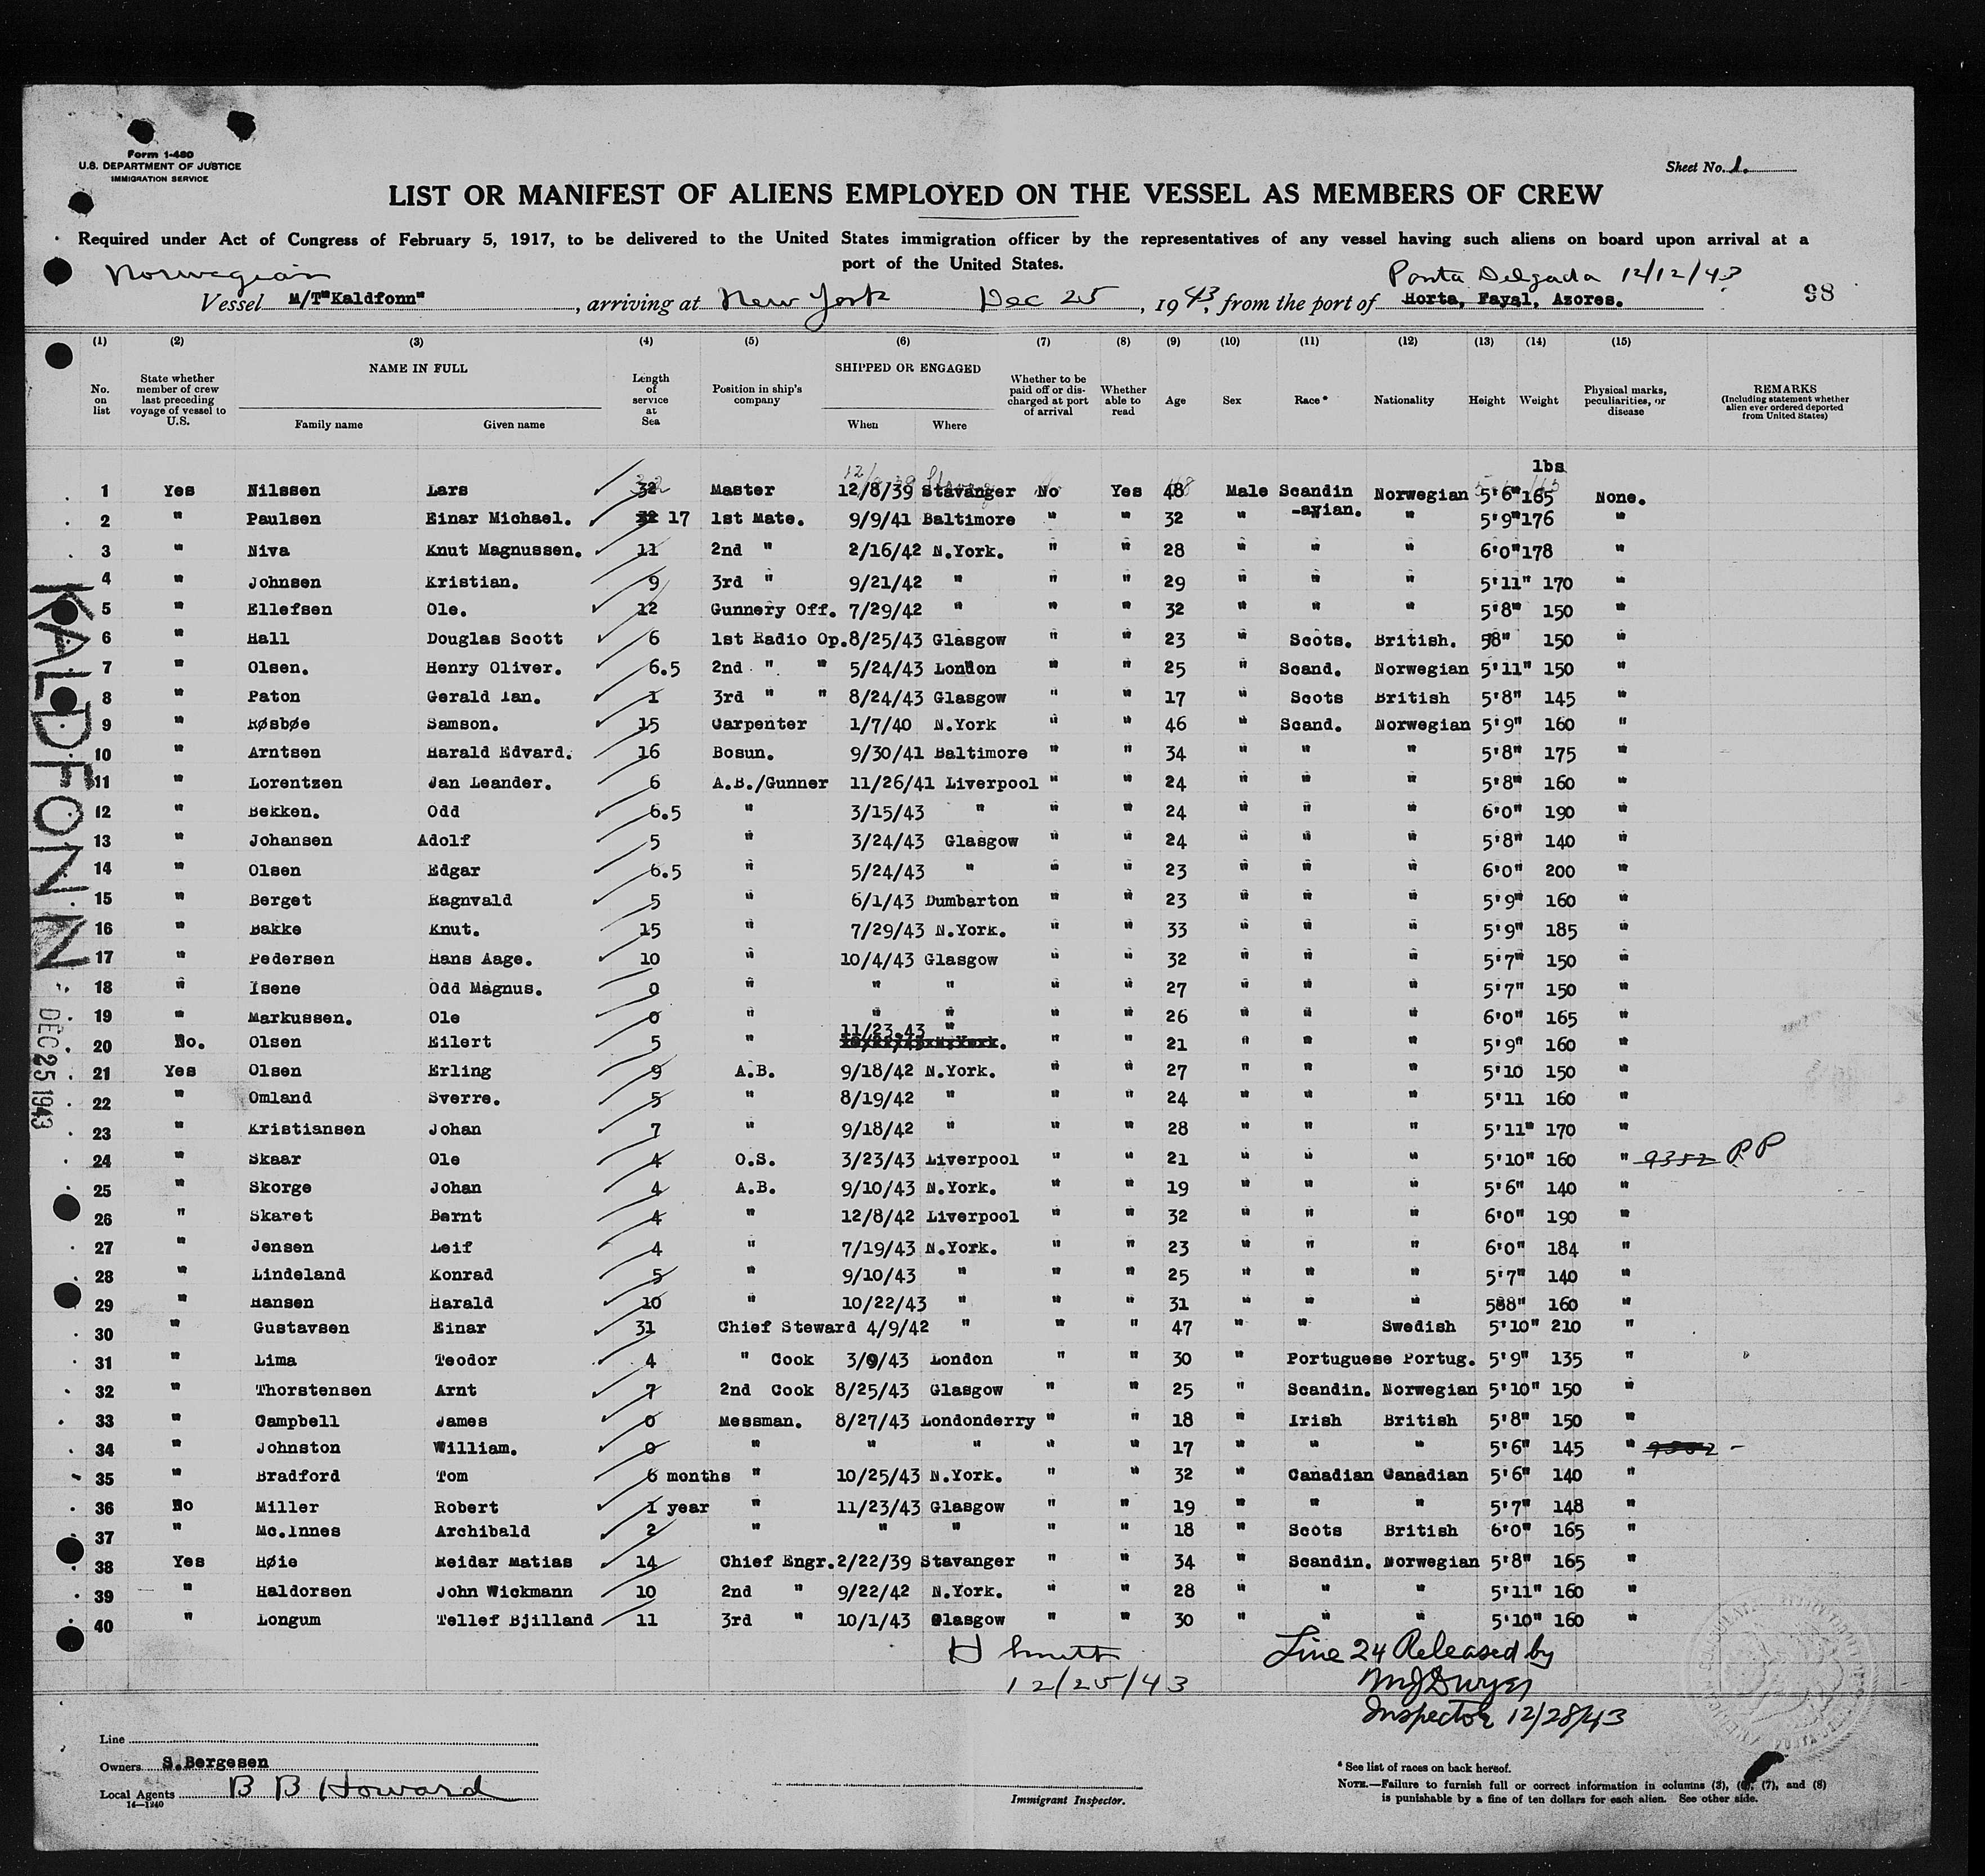 Form 1-480
U.S. DEPARTMENT OF JUSTICE
IMMIGRATION SERVICE
Sheet No. 1.
LIST OR MANIFEST OF ALIENS EMPLOYED ON THE VESSEL AS MEMBERS OF CREW
Required under Act of Congress of February 5, 1917, to be delivered to the United States immigration officer by the representatives of any vessel having such aliens on board upon arrival at a
port of the United States.
Norwegian
Ponta Delgada 12/12/43
Vessel M/T"Kaldfonn", arriving at New York Dec 25, 1943, from the port of Horta, Fayal, Azores.
98
(1) (2) (3) (4) (5) (6) (7) (8) (9) (10) (11) (12) (13) (14) (15)
No. on list State whether member of crew last preceding voyage of vessel to U.S. NAME IN FULL Family name Given name Length of service at Sea Position in ship's company SHIPPED OR ENGAGED When Where Whether to be paid off or discharged at port of arrival Whether able to read Age Sex Race* Nationality Height Weight Physical marks, peculiarities, or disease REMARKS (Including statement whether alien ever ordered deported from United States)
lbs
1 Yes Nilssen Lars 32 Master 12/8/39 Stavanger No Yes 48 Male Scandin-avian. Norwegian 5'6" 165 None.
2 " Paulsen Einar Michael. 17 1st Mate. 9/9/41 Baltimore " " 32 " " " 5'9" 176 "
3 " Niva Knut Magnussen. 11 2nd " 2/16/42 N.York. " " 28 " " " 6'0" 178 "
4 " Johnsen Kristian. 9 3rd " 9/21/42 " " " 29 " " " 5'11" 170 "
5 " Ellefsen Ole. 12 Gunnery Off. 7/29/42 " " " 32 " " " 5'8" 150 "
6 " Hall Douglas Scott 6 1st Radio Op. 8/25/43 Glasgow " " 23 " Scots. British. 58" 150 "
7 " Olsen. Henry Oliver. 6.5 2nd " " 5/24/43 London " " 25 " Scand. Norwegian 5'11" 150 "
8 " Paton Gerald Ian. 1 3rd " " 8/24/43 Glasgow " " 17 " Scots British 5'8" 145 "
9 " Røsbøe Samson. 15 Carpenter 1/7/40 N.York " " 46 " Scand. Norwegian 5'9" 160 "
10 " Arntsen Harald Edvard. 16 Bosun. 9/30/41 Baltimore " " 34 " " " 5'8" 175 "
11 " Lorentzen Jan Leander. 6 A.B./Gunner 11/26/41 Liverpool " " 24 " " " 5'8" 160 "
12 " Bekken. Odd 6.5 " 3/15/43 " " " 24 " " " 6'0" 190 "
13 " Johansen Adolf 5 " 3/24/43 Glasgow " " 24 " " " 5'8" 140 "
14 " Olsen Edgar 6.5 " 5/24/43 " " " 23 " " " 6'0" 200 "
15 " Berget Ragnvald 5 " 6/1/43 Dumbarton " " 23 " " " 5'9" 160 "
16 " Bakke Knut. 15 " 7/29/43 N.York. " " 33 " " " 5'9" 185 "
17 " Pedersen Hans Aage. 10 " 10/4/43 Glasgow " " 32 " " " 5'7" 150 "
18 " Isene Odd Magnus. 0 " " " " " 27 " " " 5'7" 150 "
19 " Markussen. Ole 0 " " " " " 26 " " " 6'0" 165 "
20 No. Olsen Eilert 5 " 11/23.43 " " " 21 " " " 5'9" 160 "
21 Yes Olsen Erling 9 A.B. 9/18/42 N.York. " " 27 " " " 5'10 150 "
22 " Omland Sverre. 5 " 8/19/42 " " " 24 " " " 5'11 160 "
23 " Kristiansen Johan 7 " 9/18/42 " " " 28 " " " 5'11" 170 "
24 " Skaar Ole 4 O.S. 3/23/43 Liverpool " " 21 " " " 5'10" 160 " 9352 P.P
25 " Skorge Johan 4 A.B. 9/10/43 N.York. " " 19 " " " 5'6" 140 "
26 " Skaret Bernt 4 " 12/8/42 Liverpool " " 32 " " " 6'0" 190 "
27 " Jensen Leif 4 " 7/19/43 N.York. " " 23 " " " 6'0" 184 "
28 " Lindeland Konrad 5 " 9/10/43 " " " 25 " " " 5'7" 140 "
29 " Hansen Harald 10 " 10/22/43 " " " 31 " " " 588" 160 "
30 " Gustavsen Einar 31 Chief Steward 4/9/42 " " " 47 " " Swedish 5'10" 210 "
31 " Lima Teodor 4 " Cook 3/9/43 London " " 30 " Portuguese Portug. 5'9" 135 "
32 " Thorstensen Arnt 7 2nd Cook 8/25/43 Glasgow " " 25 " Scandin. Norwegian 5'10" 150 "
33 " Campbell James 0 Messman. 8/27/43 Londonderry " " 18 " Irish British 5'8" 150 "
34 " Johnston William. 0 " " " " " 17 " " " 5'6" 145 "
35 " Bradford Tom 6 months " 10/25/43 N.York. " " 32 " Canadian Canadian 5'6" 140 "
36 No Miller Robert 1 year " 11/23/43 Glasgow " " 19 " " " 5'7" 148 "
37 " Mc.Innes Archibald 2 " " " " " 18 " Scots British 6'0" 165 "
38 Yes Høie Reidar Matias 14 Chief Engr. 2/22/39 Stavanger " " 34 " Scandin. Norwegian 5'8" 165 "
39 " Haldorsen John Wickmann 10 2nd " 9/22/42 N.York. " " 28 " " " 5'11" 160 "
40 " Longum Tellef Bjilland 11 3rd " 10/1/43 Glasgow " " 30 " " " 5'10" 160 "
KALDFONN
DEC 25 1943
H Smith
12/25/43
Line 24 Released by
MJ Dwyer
Inspector 12/28/43
Line
Owners S.Bergesen
Local Agents B B Howard
14—1240
Immigrant Inspector.
* See list of races on back hereof.
NOTE.—Failure to furnish full or correct information in columns (3), (6), (7), and (8)
is punishable by a fine of ten dollars for each alien. See other side.